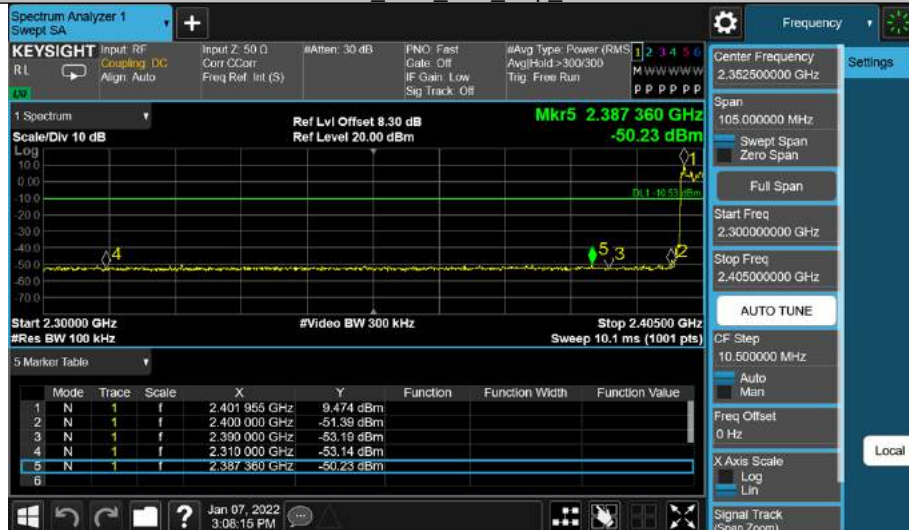 Spectrum Analyzer 1
Swept SA
Frequency
KEYSIGHT
Input: RF
Input Z: 50 Ω
#Atten: 30 dB
PNO: Fast
#Avg Type: Power (RMS
1 2 3 4 5 6
RL
Coupling: DC
Corr CCorr
Gate: Off
Avg|Hold:>300/300
M W W W W W
Align: Auto
Freq Ref: Int (S)
IF Gain: Low
Trig: Free Run
Sig Track: Off
P P P P P P
1 Spectrum
Scale/Div 10 dB
Ref Lvl Offset 8.30 dB
Ref Level 20.00 dBm
Mkr5 2.387 360 GHz
-50.23 dBm
Log
10.0
0.00
-10.0
-20.0
-30.0
-40.0
-50.0
-60.0
-70.0
DL1 -10.53 dBm
1
4
5
3
2
Start 2.30000 GHz
#Video BW 300 kHz
Stop 2.40500 GHz
#Res BW 100 kHz
Sweep 10.1 ms (1001 pts)
5 Marker Table
Mode Trace Scale X Y Function Function Width Function Value
1 N 1 f 2.401 955 GHz 9.474 dBm
2 N 1 f 2.400 000 GHz -51.39 dBm
3 N 1 f 2.390 000 GHz -53.19 dBm
4 N 1 f 2.310 000 GHz -53.14 dBm
5 N 1 f 2.387 360 GHz -50.23 dBm
6
Jan 07, 2022
3:08:15 PM
Center Frequency
2.352500000 GHz
Settings
Span
105.000000 MHz
Swept Span
Zero Span
Full Span
Start Freq
2.300000000 GHz
Stop Freq
2.405000000 GHz
AUTO TUNE
CF Step
10.500000 MHz
Auto
Man
Freq Offset
0 Hz
Local
X Axis Scale
Log
Lin
Signal Track
(Span Zoom)